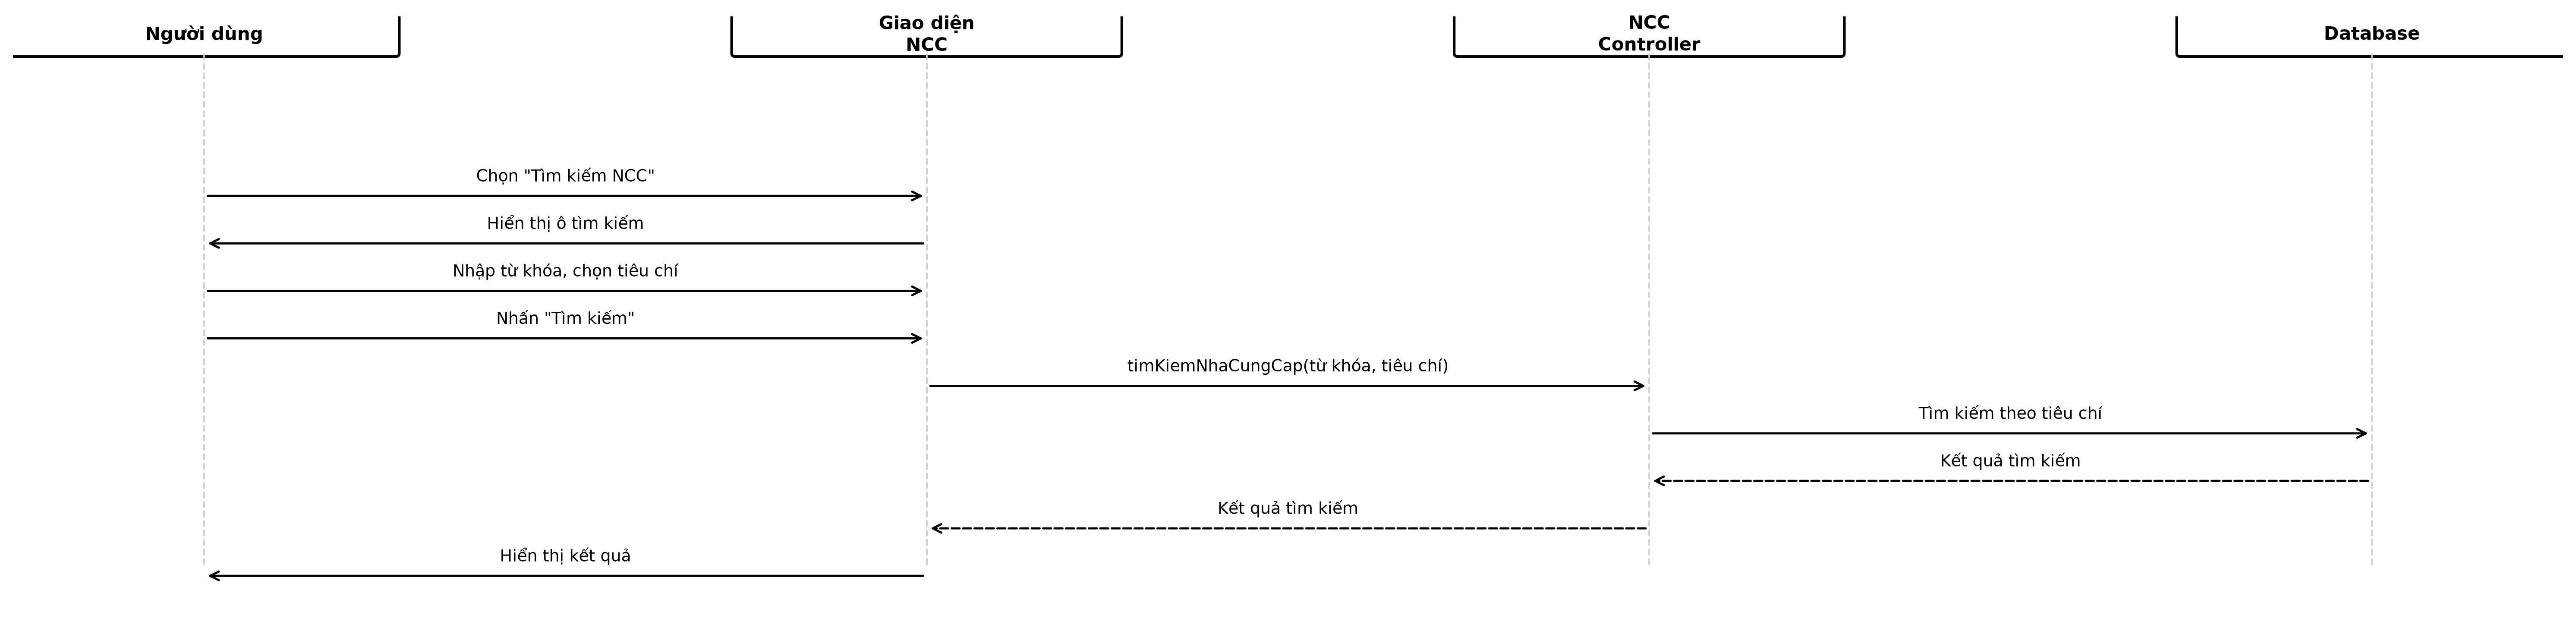 Người dùng
Giao diện
NCC
NCC
Controller
Database
Chọn "Tìm kiếm NCC"
Hiển thị ô tìm kiếm
Nhập từ khóa, chọn tiêu chí
Nhấn "Tìm kiếm"
timKiemNhaCungCap(từ khóa, tiêu chí)
Tìm kiếm theo tiêu chí
Kết quả tìm kiếm
Kết quả tìm kiếm
Hiển thị kết quả